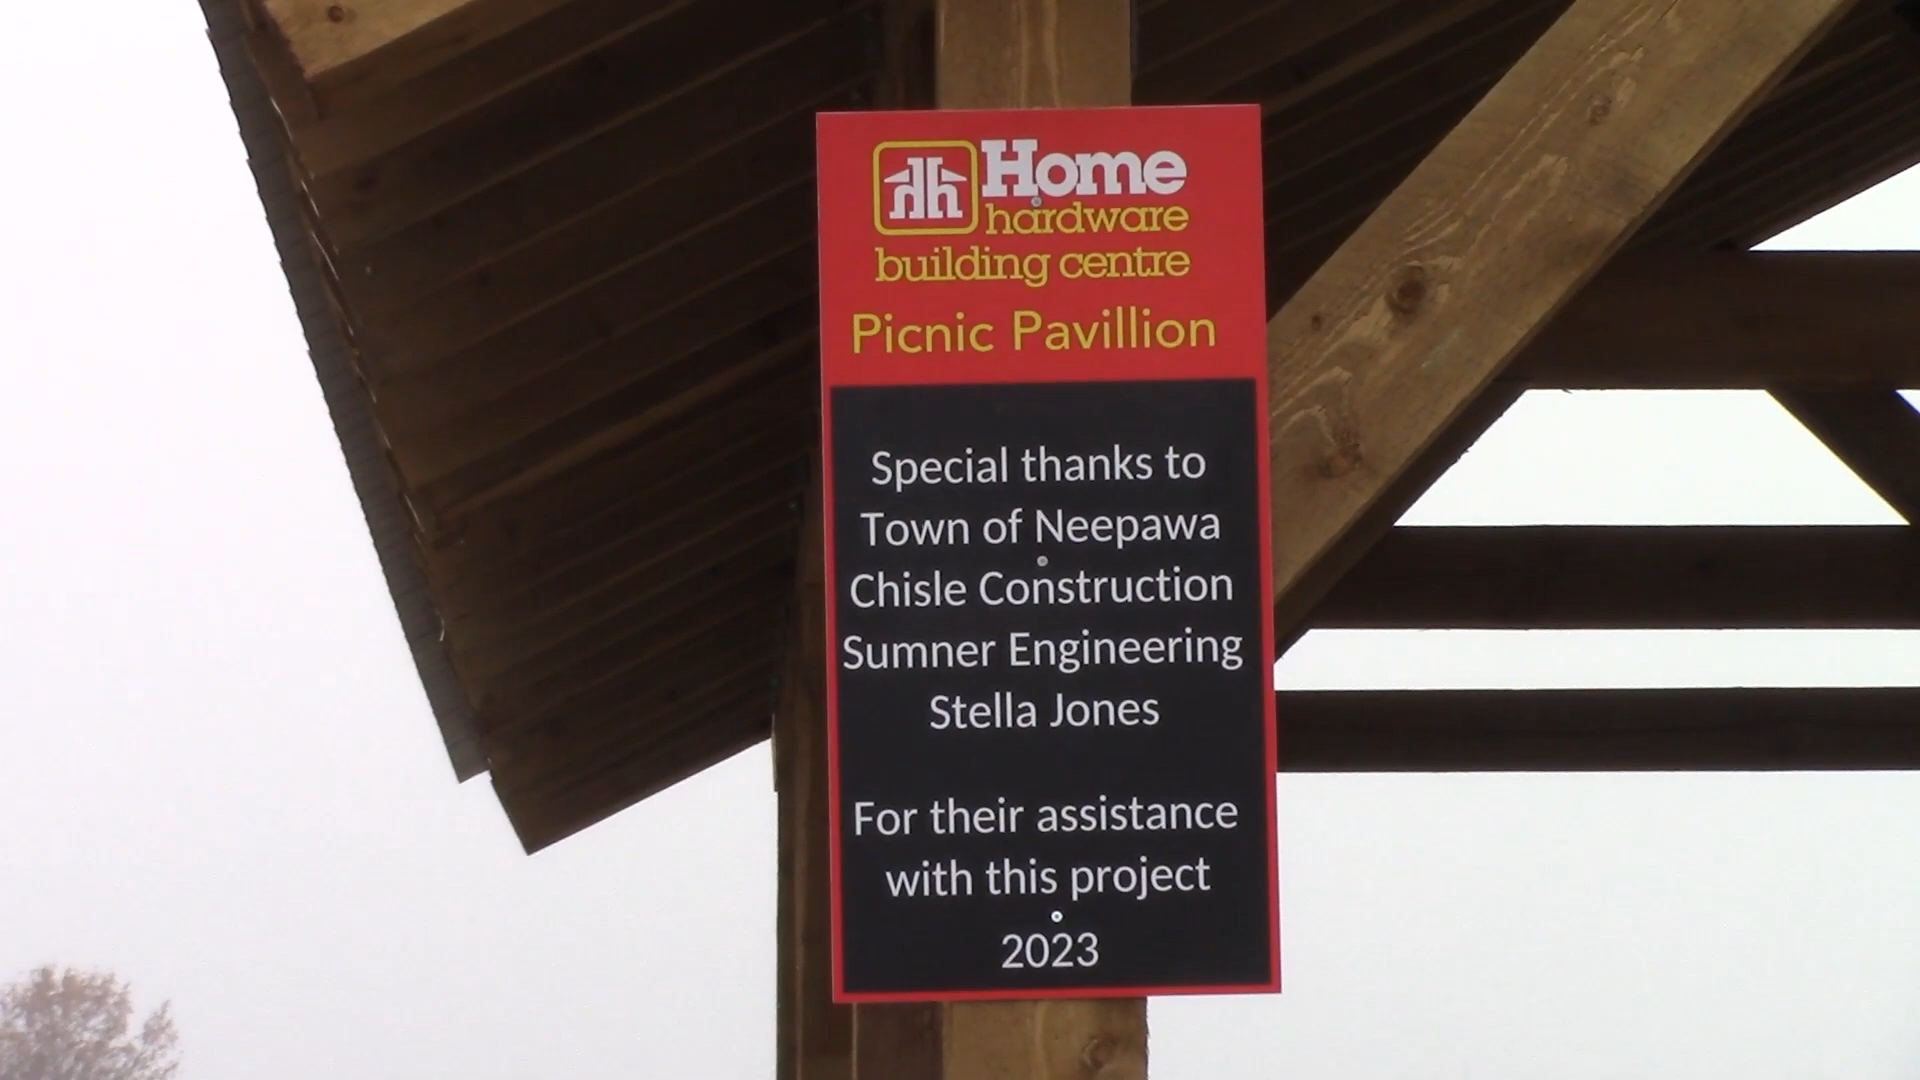 Home
hardware
building centre
Picnic Pavillion
Special thanks to
Town of Neepawa
Chisle Construction
Sumner Engineering
Stella Jones
For their assistance
with this project
2023